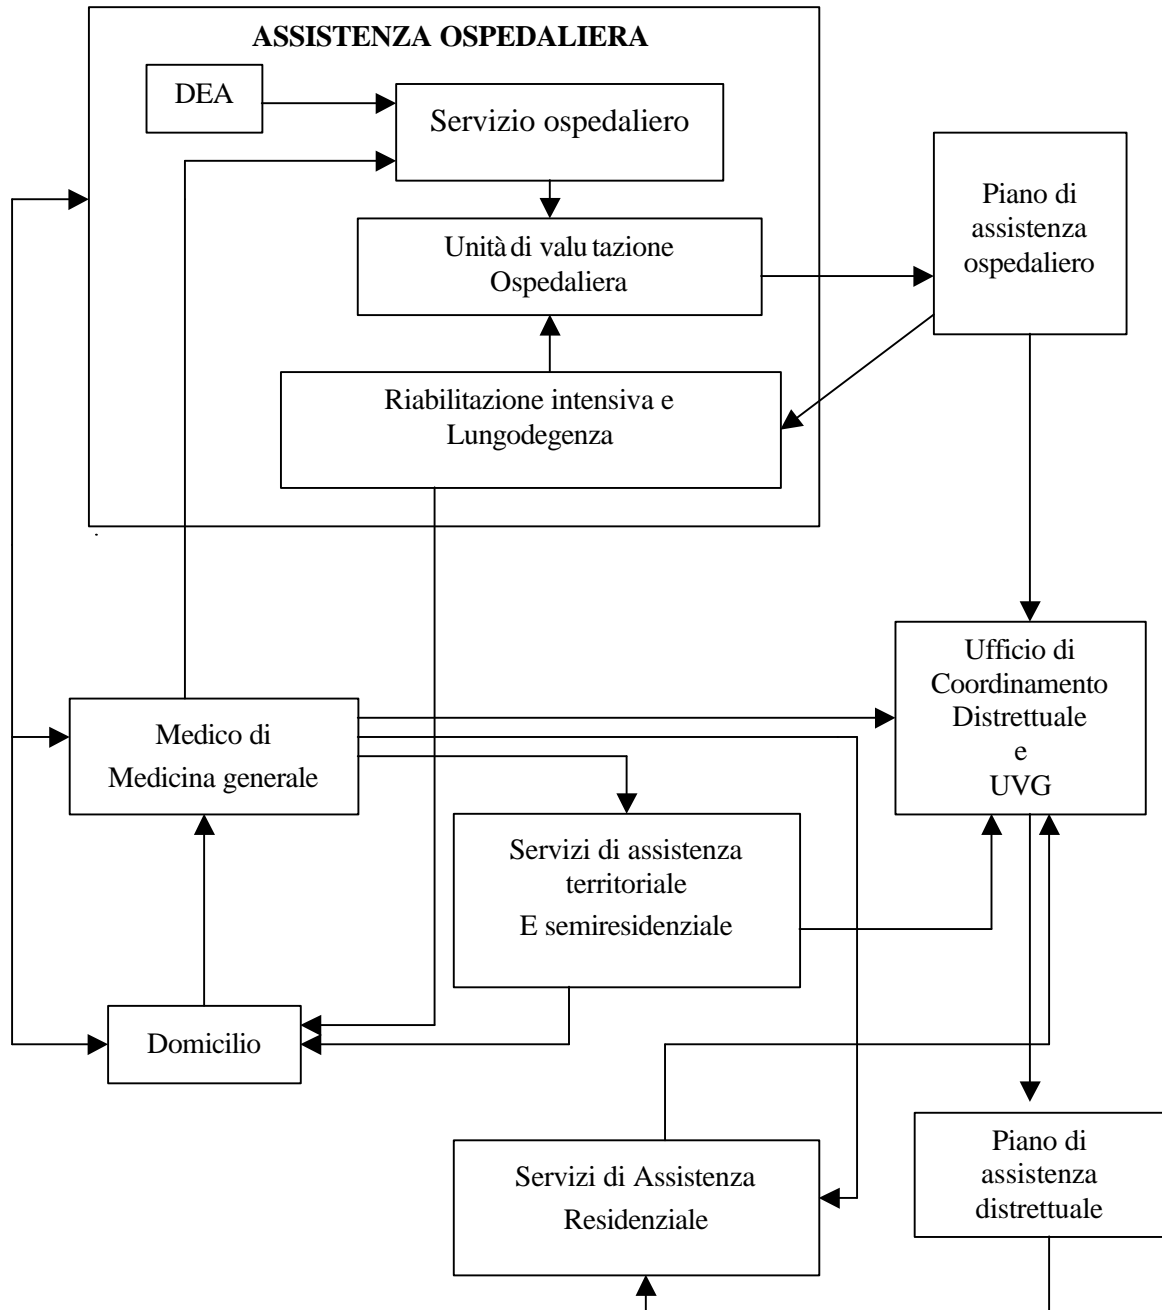 ASSISTENZA OSPEDALIERA
DEA
Servizio ospedaliero
Unità di valu tazione
Ospedaliera
Piano di
assistenza
ospedaliero
Riabilitazione intensiva e
Lungodegenza
.
Ufficio di
Coordinamento
Distrettuale
e
UVG
Medico di
Medicina generale
Servizi di assistenza
territoriale
E semiresidenziale
Domicilio
Servizi di Assistenza
Residenziale
Piano di
assistenza
distrettuale